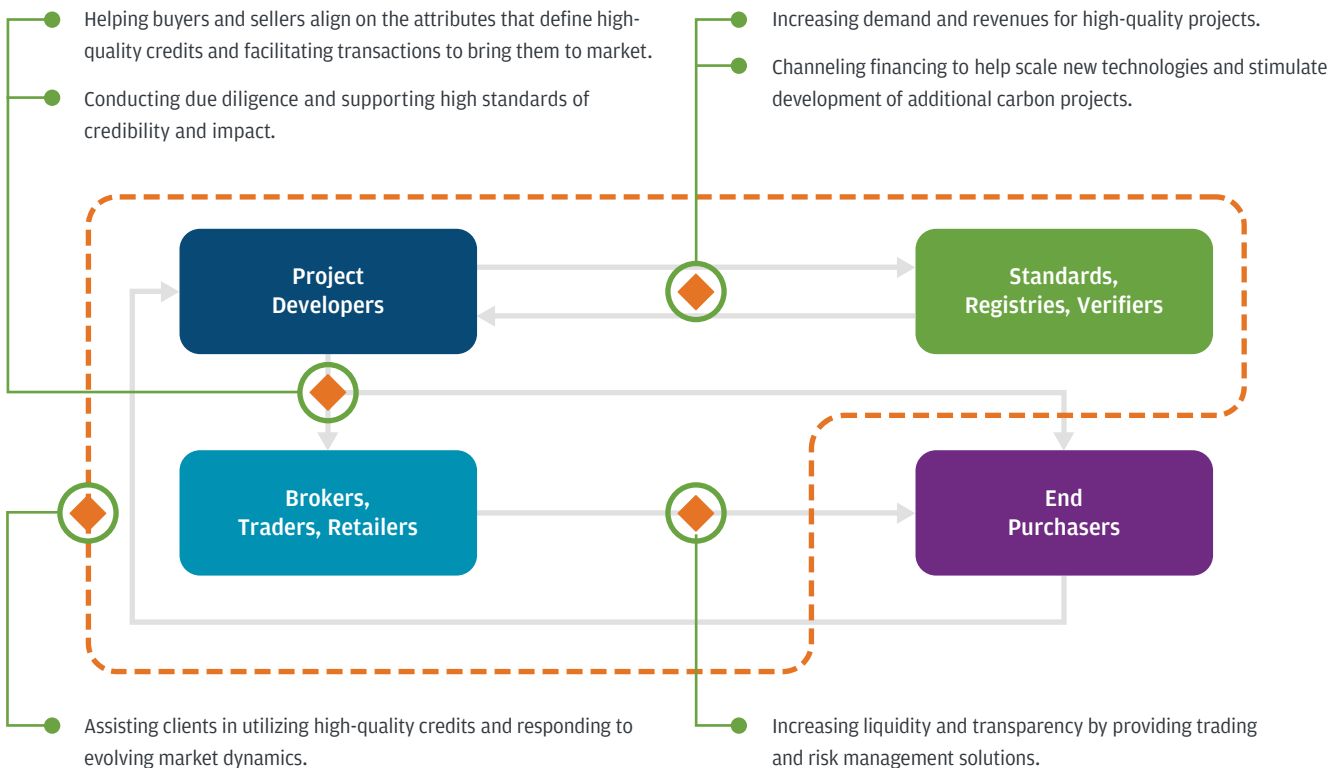 Helping buyers and sellers align on the attributes that define high-
quality credits and facilitating transactions to bring them to market.
Conducting due diligence and supporting high standards of
credibility and impact.
Increasing demand and revenues for high-quality projects.
Channeling financing to help scale new technologies and stimulate
development of additional carbon projects.
Project
Developers
Standards,
Registries, Verifiers
Brokers,
Traders, Retailers
End
Purchasers
Assisting clients in utilizing high-quality credits and responding to
evolving market dynamics.
Increasing liquidity and transparency by providing trading
and risk management solutions.